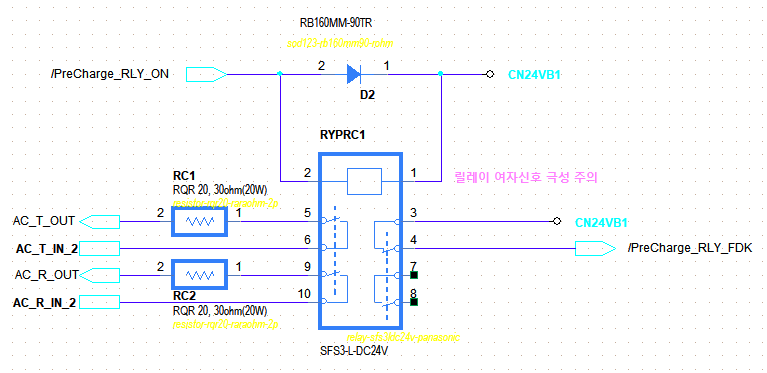 RB160MM-90TR
/PreCharge_RLY_ON
2
1
CN24VB1
D2
RYPRC1
2
1
릴레이 여자신호 극성 주의
RC1
RQR 20, 30ohm(20W)
AC_T_OUT
2
1
5
3
CN24VB1
AC_T_IN_2
6
4
/PreCharge_RLY_FDK
AC_R_OUT
2
1
9
7
AC_R_IN_2
RC2
10
8
RQR 20, 30ohm(20W)
SFS3-L-DC24V